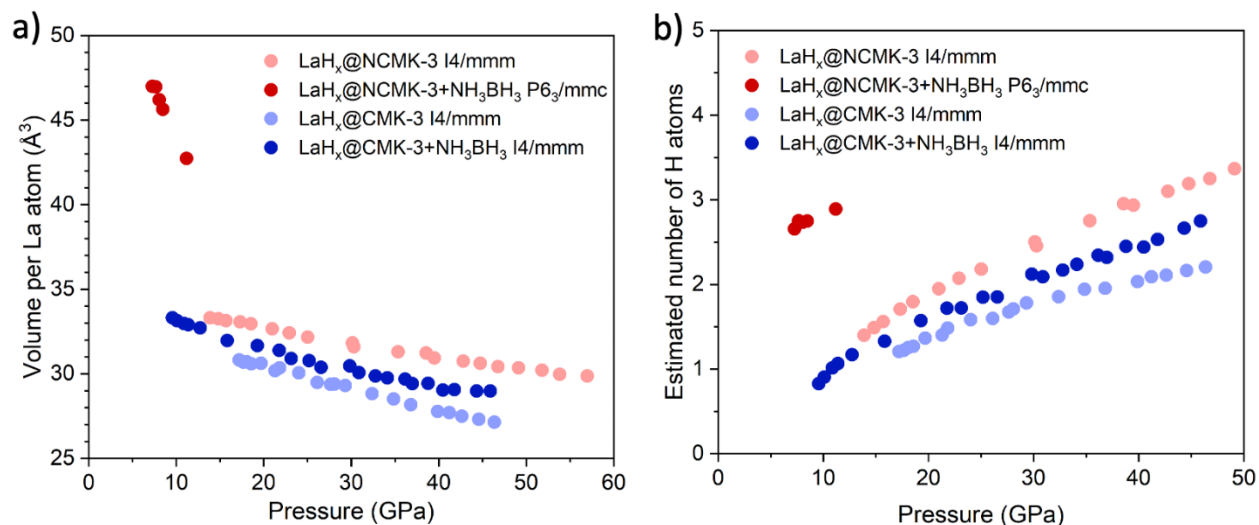 a)
50
45
40
35
30
25
0
10
20
30
40
50
60
Volume per La atom (Å³)
Pressure (GPa)
LaHₓ@NCMK-3 I4/mmm
LaHₓ@NCMK-3+NH₃BH₃ P6₃/mmc
LaHₓ@CMK-3 I4/mmm
LaHₓ@CMK-3+NH₃BH₃ I4/mmm
b)
5
4
3
2
1
0
0
10
20
30
40
50
Estimated number of H atoms
Pressure (GPa)
LaHₓ@NCMK-3 I4/mmm
LaHₓ@NCMK-3+NH₃BH₃ P6₃/mmc
LaHₓ@CMK-3 I4/mmm
LaHₓ@CMK-3+NH₃BH₃ I4/mmm